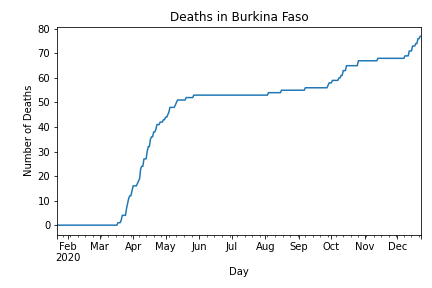 Deaths in Burkina Faso
80
70
60
50
40
30
20
10
0
Number of Deaths
Feb Mar Apr May Jun Jul Aug Sep Oct Nov Dec
2020
Day